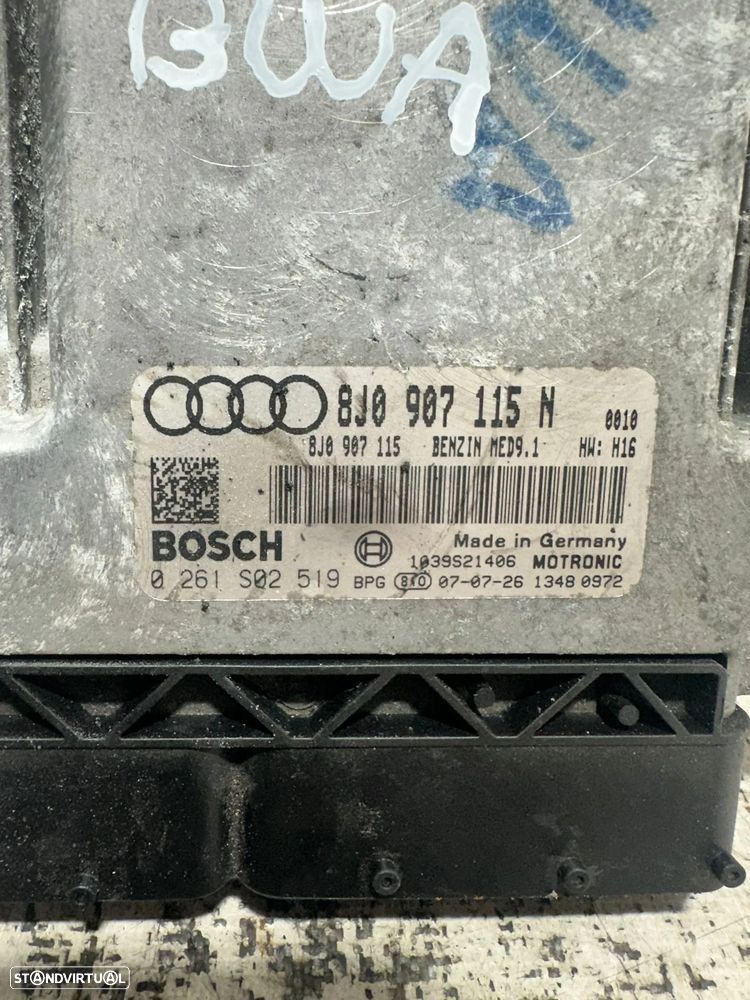 BWA
8J0 907 115 N 0010
8J0 907 115 BENZIN MED9.1 HW: H16
BOSCH Made in Germany
1039S21406 MOTRONIC
0 261 S02 519 BPG 8K0 07-07-26 1348 0972
STANDVIRTUAL